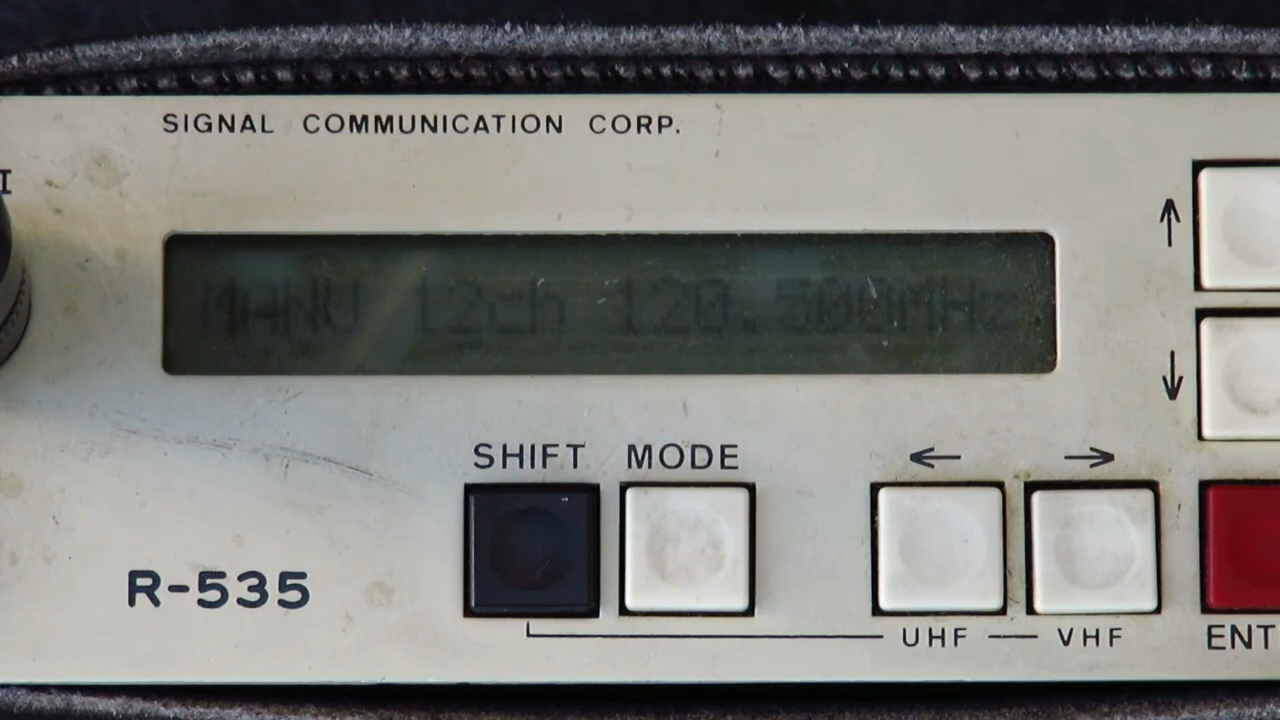 SIGNAL COMMUNICATION CORP.
I
↑
MANU 12ch 120.500MHz
↓
SHIFT MODE ← →
R-535
UHF VHF ENT